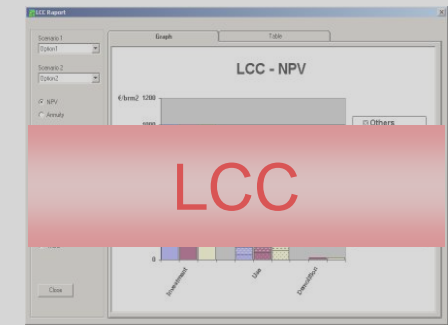 LCC Report
Scenario 1
Option1
Scenario 2
Option2
NPV
Annuity
Close
Graph
Table
LCC - NPV
€/brm2 1200
Others
LCC
0
Investment
Use
Demolition